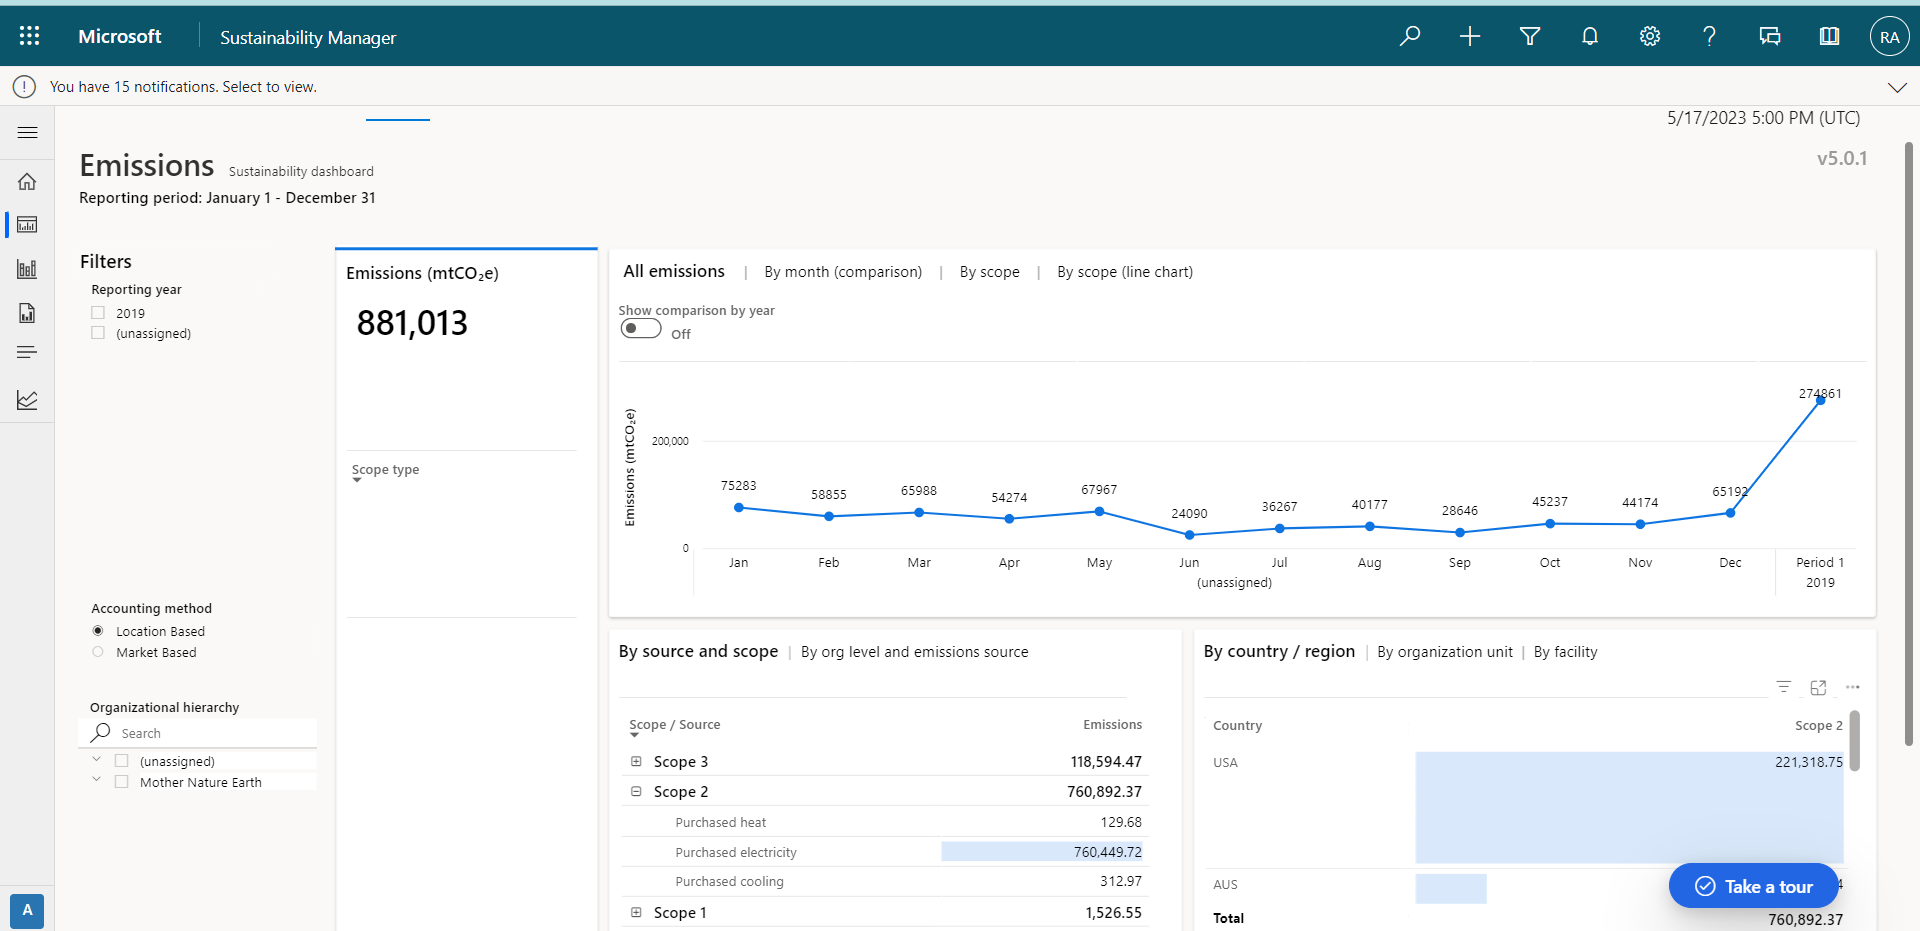 Microsoft
Sustainability Manager
RA
You have 15 notifications. Select to view.
5/17/2023 5:00 PM (UTC)
v5.0.1
Emissions Sustainability dashboard
Reporting period: January 1 - December 31
Filters
Reporting year
2019
(unassigned)
Accounting method
Location Based
Market Based
Organizational hierarchy
Search
(unassigned)
Mother Nature Earth
A
Emissions (mtCO₂e)
881,013
Scope type
All emissions | By month (comparison) | By scope | By scope (line chart)
Show comparison by year
Off
Emissions (mtCO₂e)
200,000
0
75283 58855 65988 54274 67967 24090 36267 40177 28646 45237 44174 65192 274861
Jan Feb Mar Apr May Jun Jul Aug Sep Oct Nov Dec Period 1
(unassigned) 2019
By source and scope | By org level and emissions source
Scope / Source Emissions
Scope 3 118,594.47
Scope 2 760,892.37
Purchased heat 129.68
Purchased electricity 760,449.72
Purchased cooling 312.97
Scope 1 1,526.55
By country / region | By organization unit | By facility
Country Scope 2
USA 221,318.75
AUS
Take a tour
Total 760,892.37